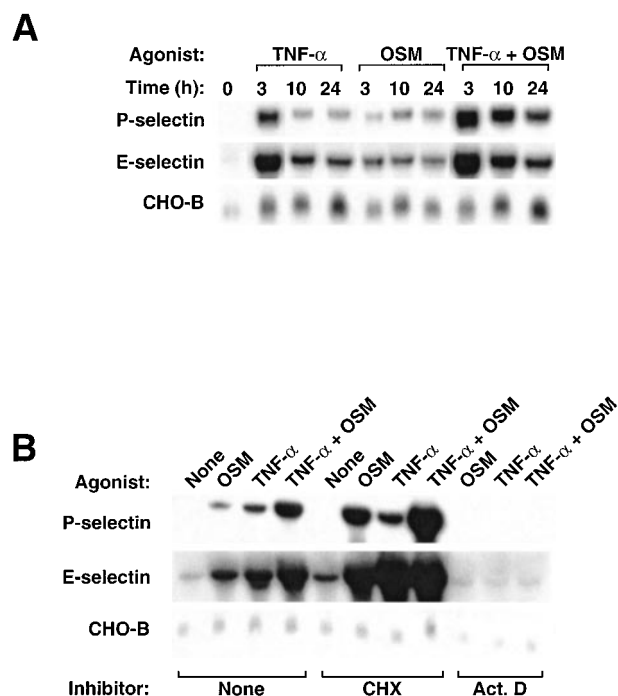 A
Agonist: TNF-α OSM TNF-α + OSM
Time (h): 0 3 10 24 3 10 24 3 10 24
P-selectin
E-selectin
CHO-B
B
Agonist: None OSM TNF-α TNF-α + OSM None OSM TNF-α TNF-α + OSM OSM TNF-α TNF-α + OSM
P-selectin
E-selectin
CHO-B
Inhibitor: None CHX Act. D